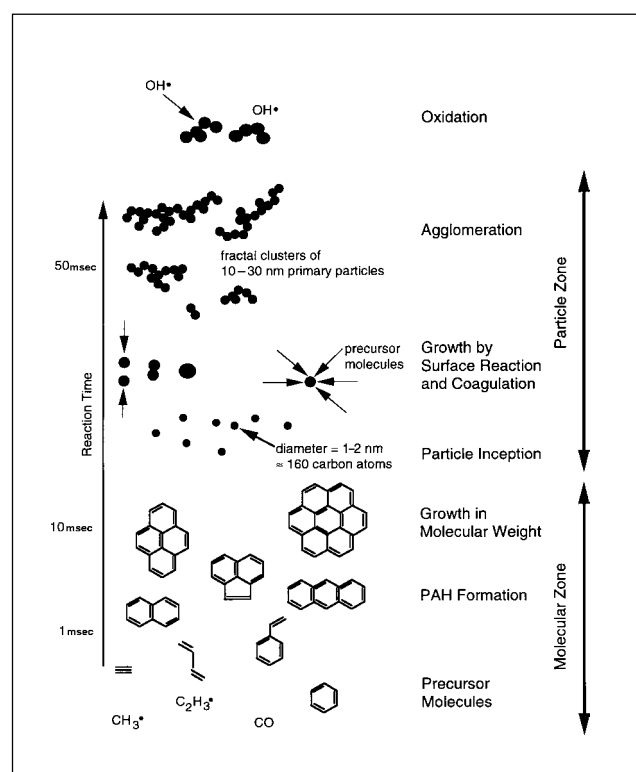 OH•
OH•
Oxidation
Agglomeration
50msec
fractal clusters of
10–30 nm primary particles
Particle Zone
precursor
molecules
Growth by
Surface Reaction
and Coagulation
Reaction Time
diameter = 1–2 nm
≈ 160 carbon atoms
Particle Inception
10msec
Growth in
Molecular Weight
PAH Formation
Molecular Zone
1msec
Precursor
Molecules
C₂H₃•
CH₃•
CO